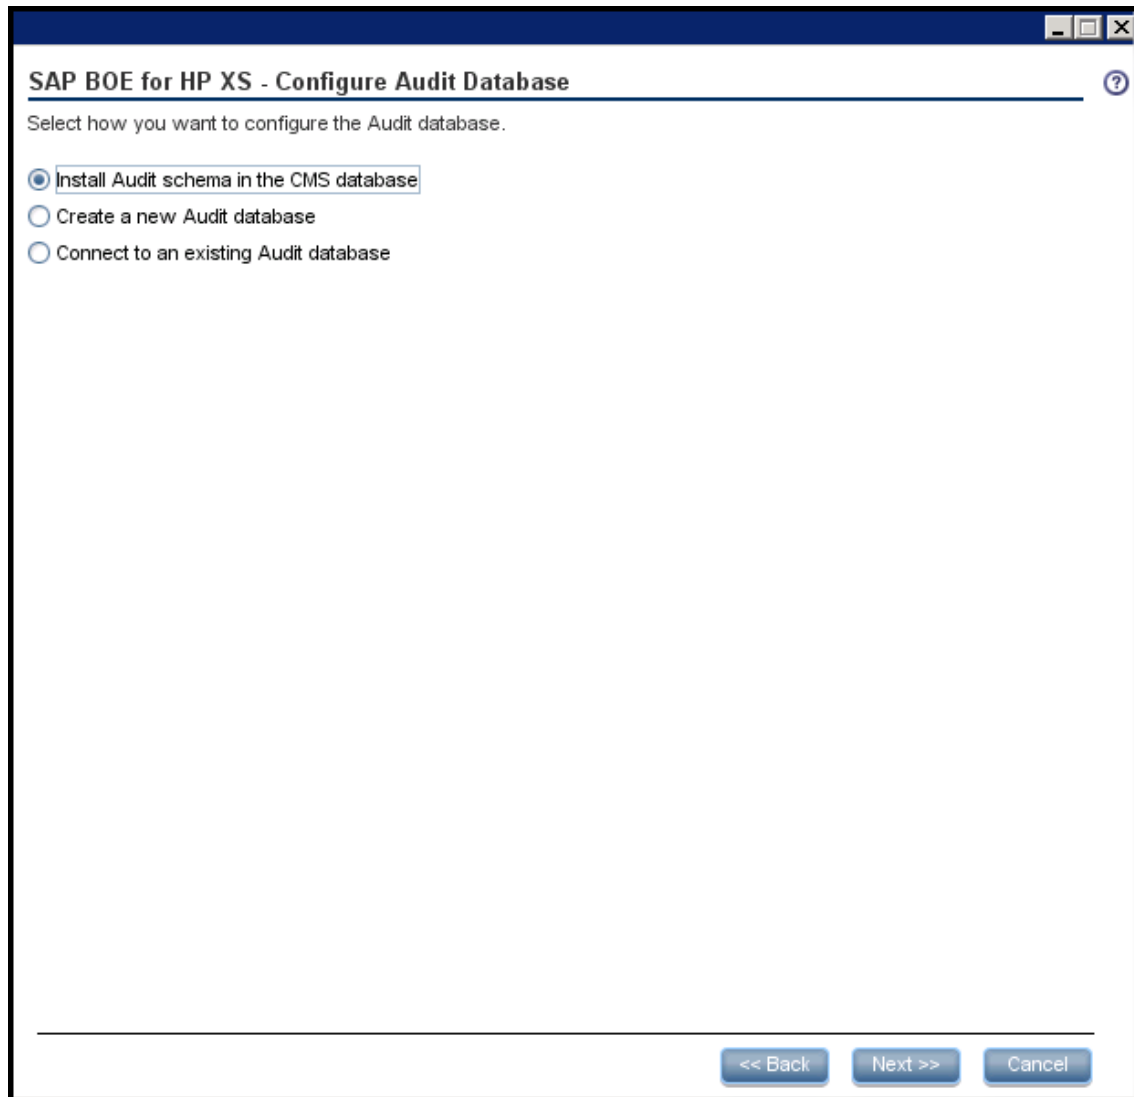 SAP BOE for HP XS - Configure Audit Database
?
Select how you want to configure the Audit database.
Install Audit schema in the CMS database
Create a new Audit database
Connect to an existing Audit database
<< Back Next >> Cancel